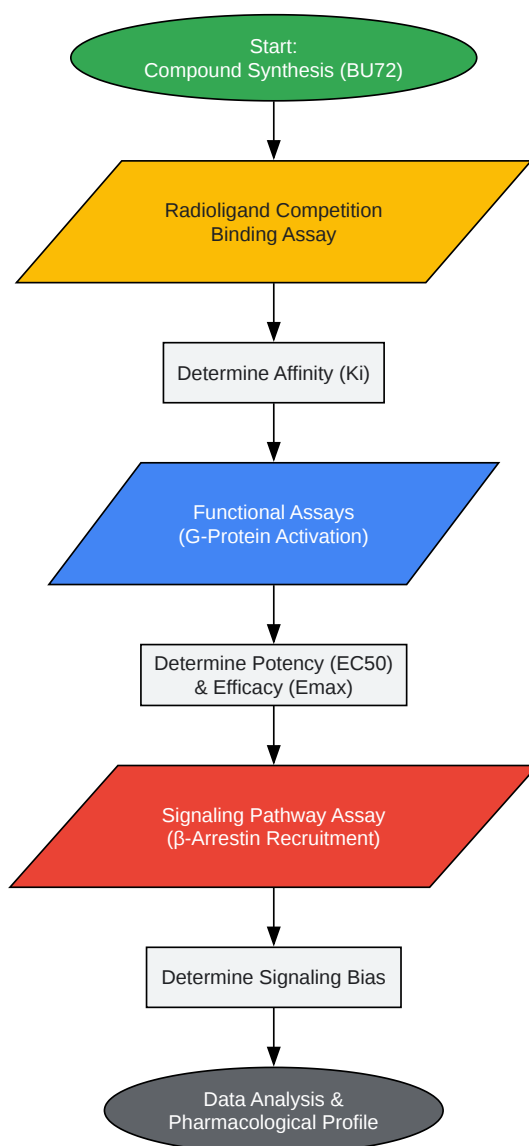 Start:
Compound Synthesis (BU72)
Radioligand Competition
Binding Assay
Determine Affinity (Ki)
Functional Assays
(G-Protein Activation)
Determine Potency (EC50)
& Efficacy (Emax)
Signaling Pathway Assay
(β-Arrestin Recruitment)
Determine Signaling Bias
Data Analysis &
Pharmacological Profile